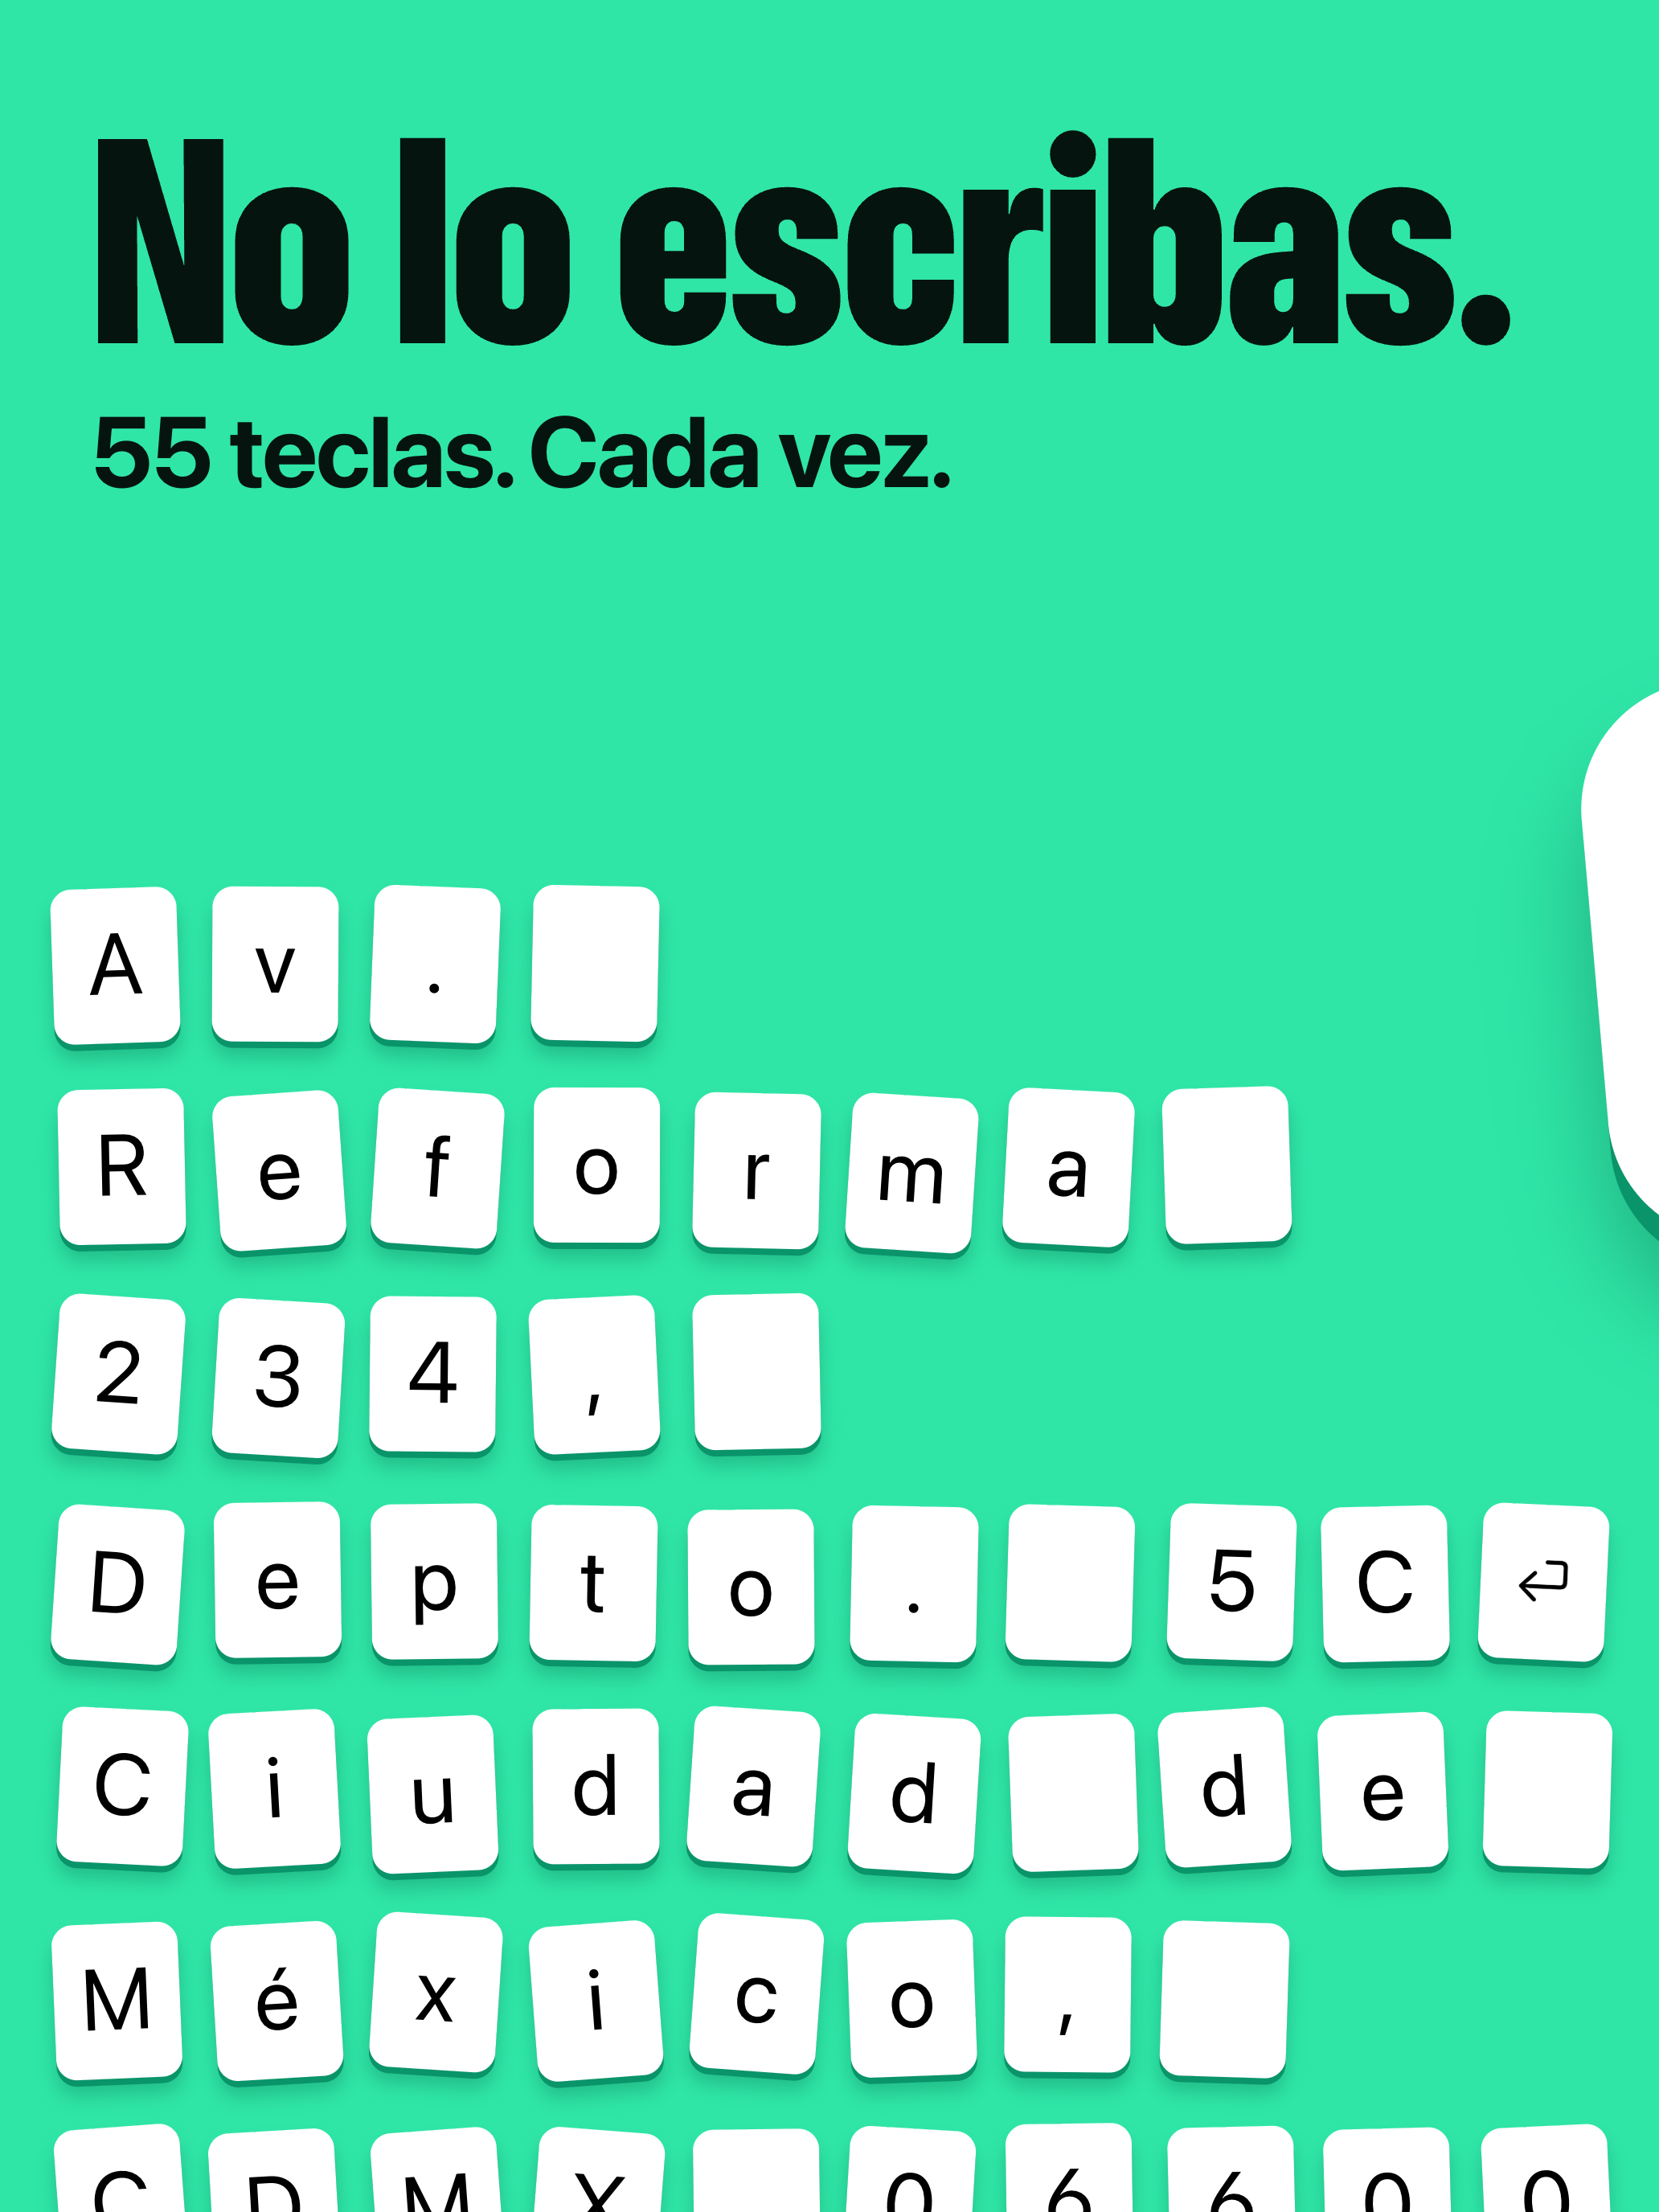 No lo escribas.
55 teclas. Cada vez.
Av.
Reforma
234,
Depto. 5C⏎
Ciudad de
México,
CDMX 06600